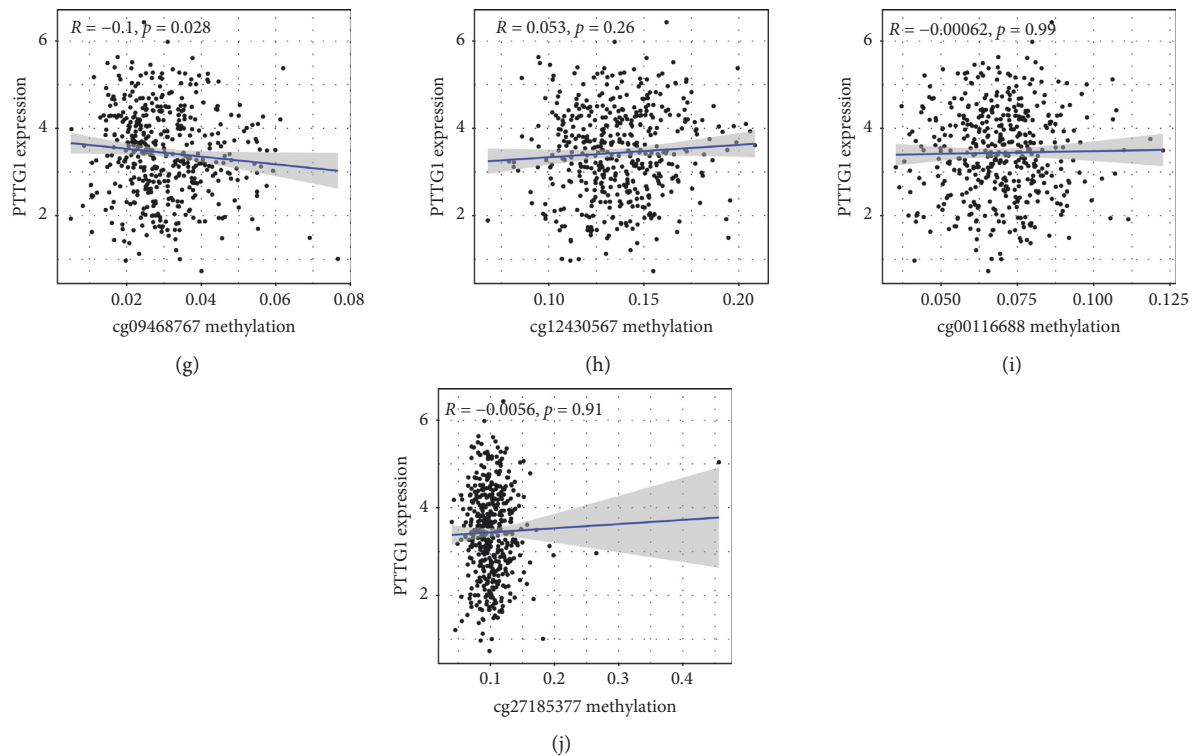 R = −0.1, p = 0.028
6
4
2
PTTG1 expression
0.02 0.04 0.06 0.08
cg09468767 methylation
(g)
R = 0.053, p = 0.26
6
4
2
PTTG1 expression
0.10 0.15 0.20
cg12430567 methylation
(h)
R = −0.00062, p = 0.99
6
4
2
PTTG1 expression
0.050 0.075 0.100 0.125
cg00116688 methylation
(i)
R = −0.0056, p = 0.91
6
4
2
PTTG1 expression
0.1 0.2 0.3 0.4
cg27185377 methylation
(j)